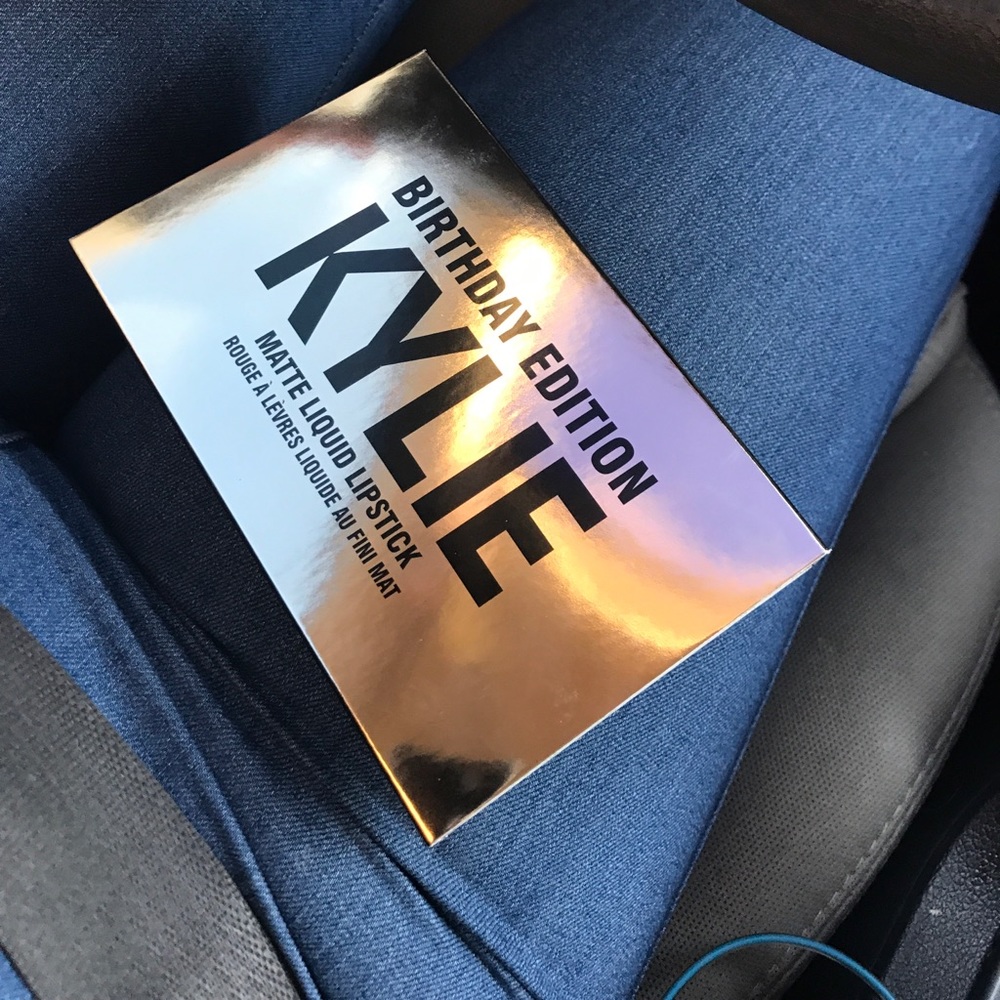 BIRTHDAY EDITION
KYLIE
MATTE LIQUID LIPSTICK
ROUGE À LÈVRES LIQUIDE AU FINI MAT